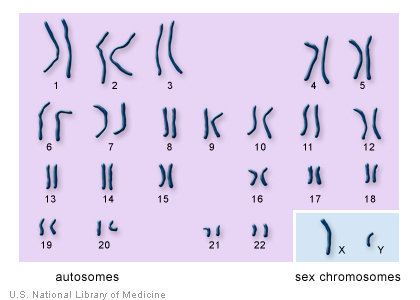 1 2 3 4 5
6 7 8 9 10 11 12
13 14 15 16 17 18
19 20 21 22 X Y
autosomes sex chromosomes
U.S. National Library of Medicine